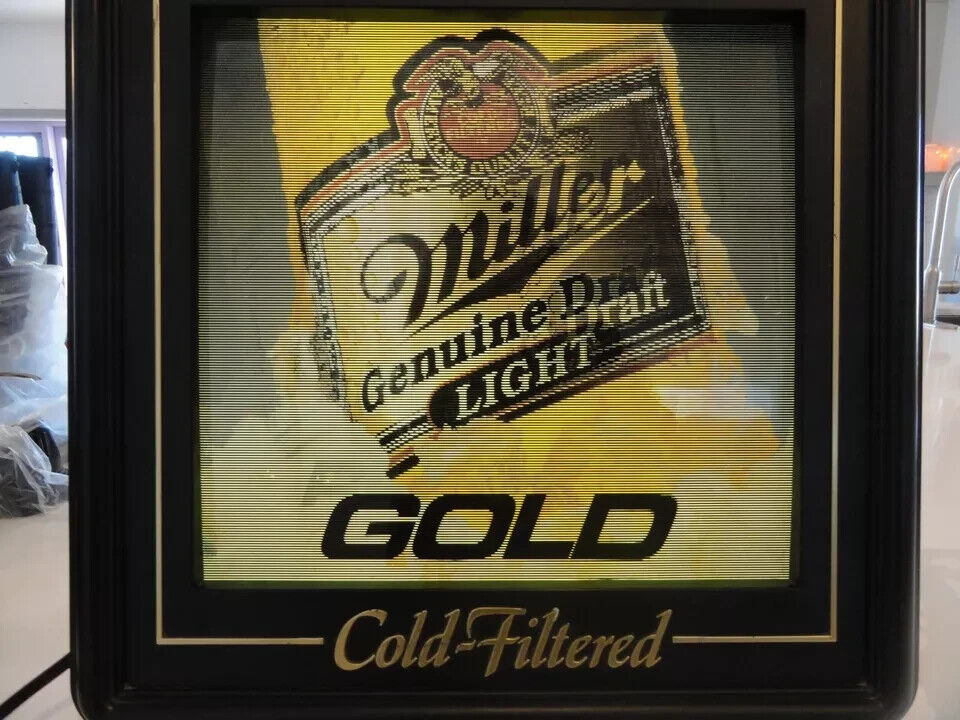 Miller
Genuine Draft
LIGHT
GOLD
Cold-Filtered